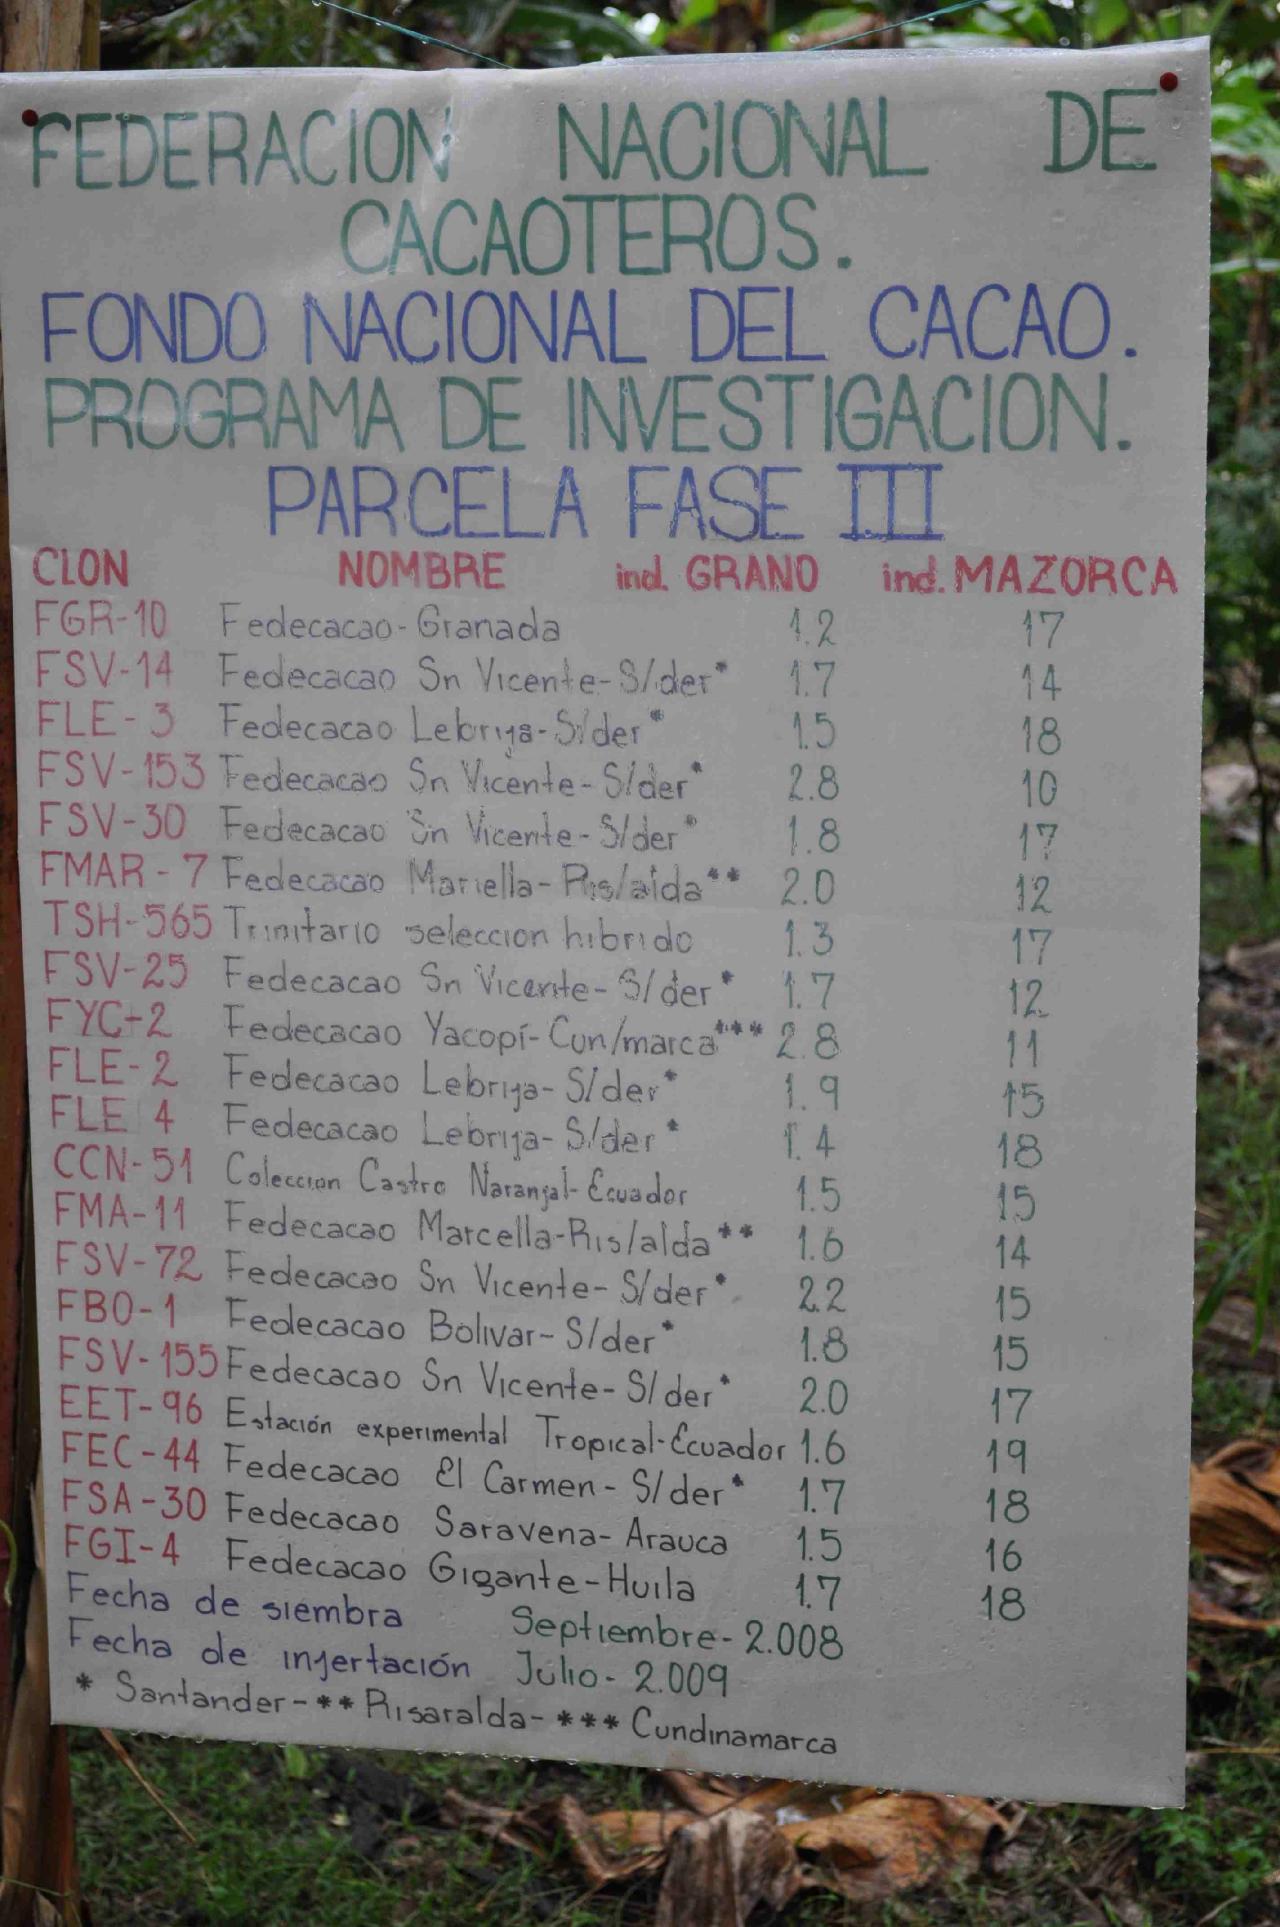 FEDERACION NACIONAL DE
CACAOTEROS.
FONDO NACIONAL DEL CACAO.
PROGRAMA DE INVESTIGACION.
PARCELA FASE III
CLON NOMBRE ind. GRANO ind. MAZORCA
FGR-10 Fedecacao-Granada 1.2 17
FSV-14 Fedecacao Sn Vicente-S/der* 1.7 14
FLE-3 Fedecacao Lebrija-S/der* 1.5 18
FSV-153 Fedecacao Sn Vicente-S/der* 2.8 10
FSV-30 Fedecacao Sn Vicente-S/der* 1.8 17
FMAR-7 Fedecacao Mariella-Ris/alda** 2.0 12
TSH-565 Trinitario seleccion hibrido 1.3 17
FSV-25 Fedecacao Sn Vicente-S/der* 1.7 12
FYC-2 Fedecacao Yacopí-Cun/marca*** 2.8 11
FLE-2 Fedecacao Lebrija-S/der* 1.9 15
FLE 4 Fedecacao Lebrija-S/der* 1.4 18
CCN-51 Coleccion Castro Naranjal-Ecuador 1.5 15
FMA-11 Fedecacao Marcella-Ris/alda** 1.6 14
FSV-72 Fedecacao Sn Vicente-S/der* 2.2 15
FBO-1 Fedecacao Bolivar-S/der* 1.8 15
FSV-155 Fedecacao Sn Vicente-S/der* 2.0 17
EET-96 Estación experimental Tropical-Ecuador 1.6 19
FEC-44 Fedecacao El Carmen-S/der* 1.7 18
FSA-30 Fedecacao Saravena-Arauca 1.5 16
FGI-4 Fedecacao Gigante-Huila 1.7 18
Fecha de siembra Septiembre-2.008
Fecha de injertación Julio-2.009
* Santander-** Risaralda-*** Cundinamarca